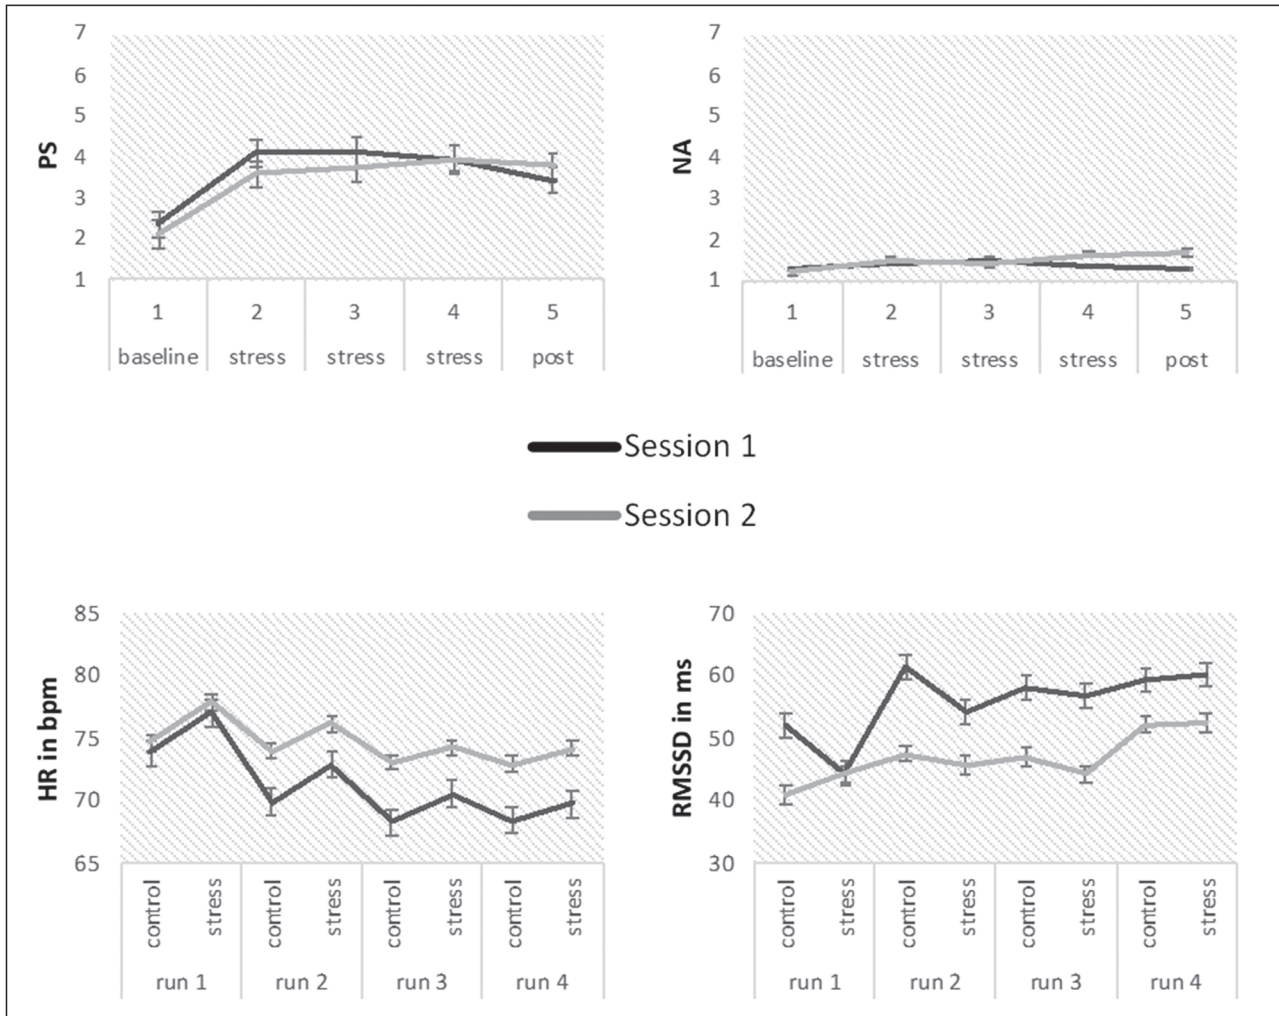 PS
7
6
5
4
3
2
1
1 2 3 4 5
baseline stress stress stress post
NA
7
6
5
4
3
2
1
1 2 3 4 5
baseline stress stress stress post
Session 1
Session 2
HR in bpm
85
80
75
70
65
control stress control stress control stress control stress
run 1 run 2 run 3 run 4
RMSSD in ms
70
60
50
40
30
control stress control stress control stress control stress
run 1 run 2 run 3 run 4